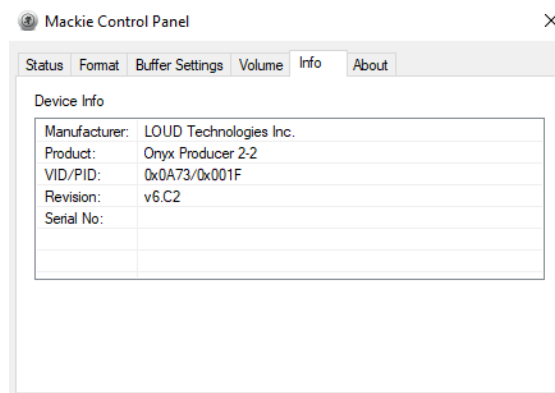 Mackie Control Panel
Status Format Buffer Settings Volume Info About
Device Info
Manufacturer: LOUD Technologies Inc.
Product: Onyx Producer 2-2
VID/PID: 0x0A73/0x001F
Revision: v6.C2
Serial No: